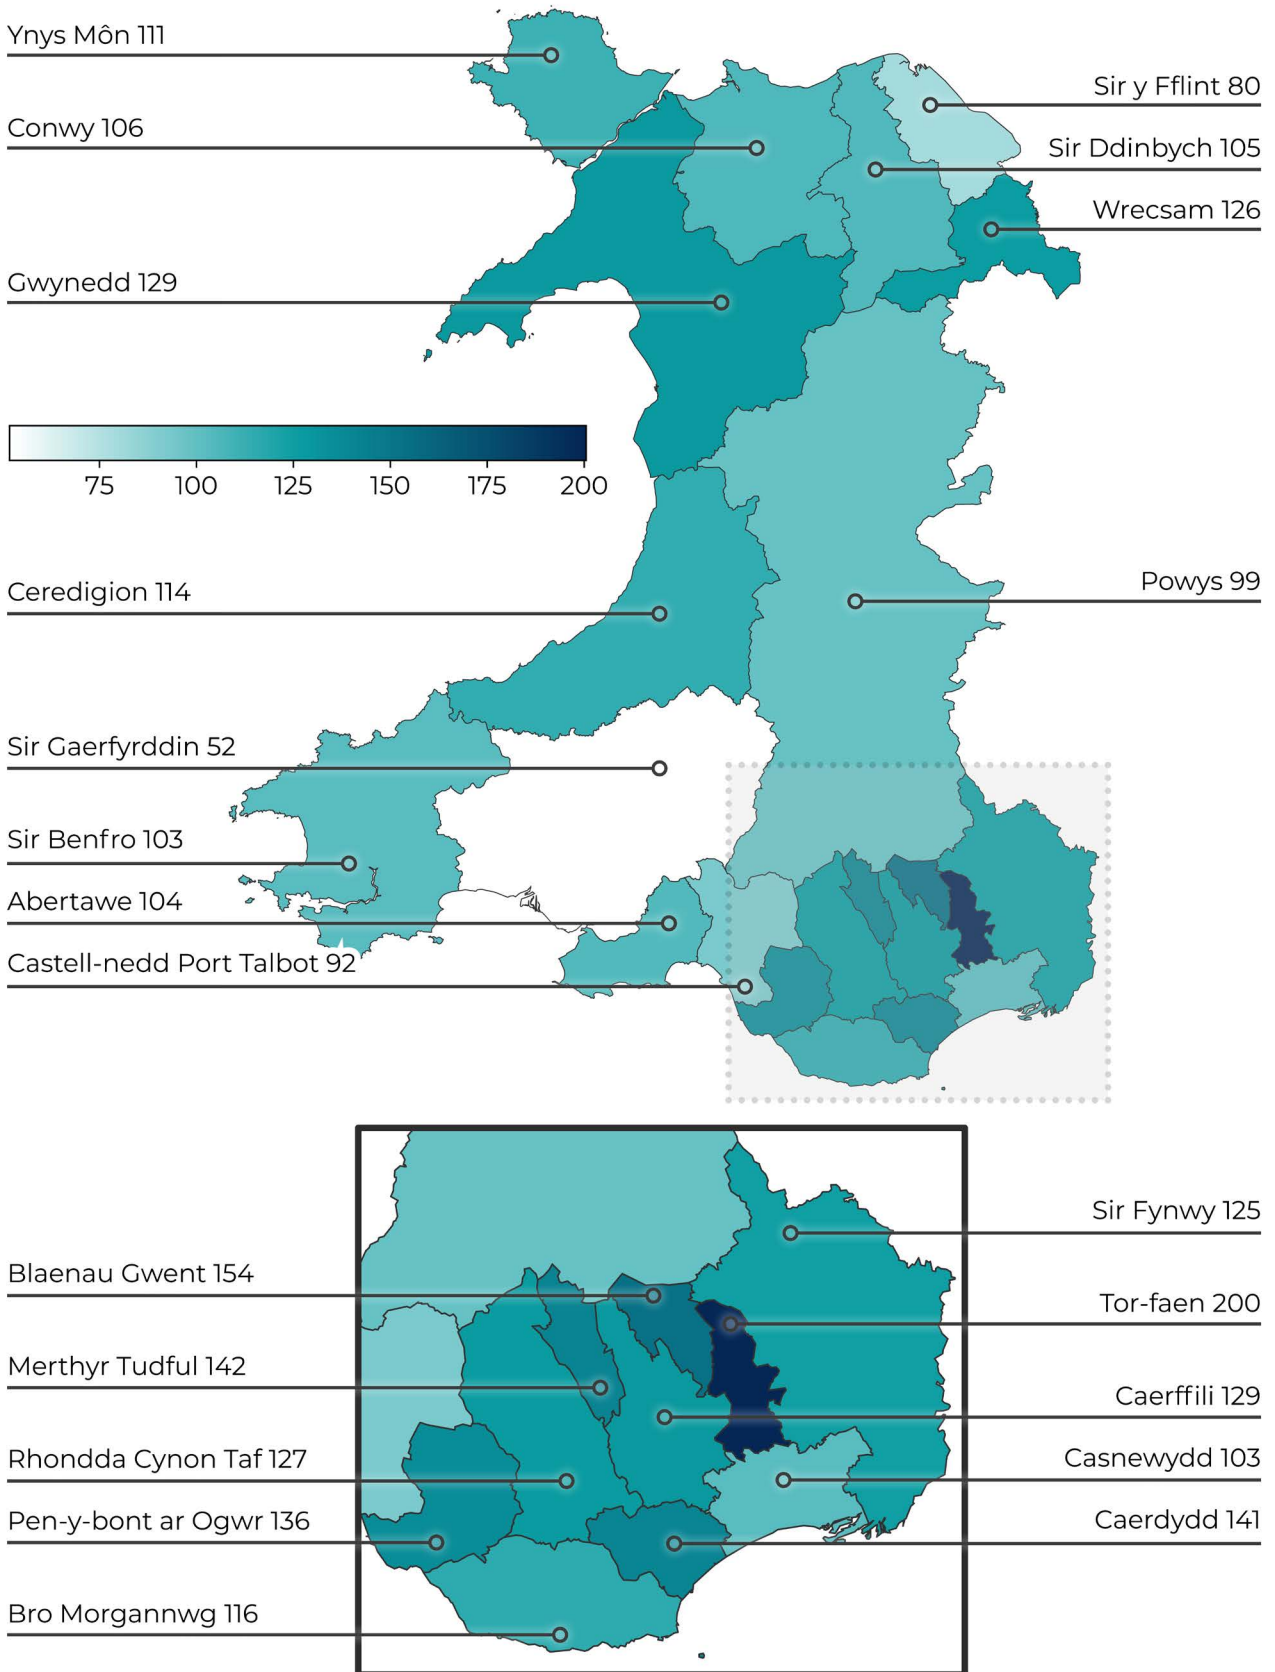 Ynys Môn 111
Sir y Fflint 80
Conwy 106
Sir Ddinbych 105
Wrecsam 126
Gwynedd 129
75 100 125 150 175 200
Ceredigion 114
Powys 99
Sir Gaerfyrddin 52
Sir Benfro 103
Abertawe 104
Castell-nedd Port Talbot 92
Sir Fynwy 125
Blaenau Gwent 154
Tor-faen 200
Merthyr Tudful 142
Caerffili 129
Rhondda Cynon Taf 127
Casnewydd 103
Pen-y-bont ar Ogwr 136
Caerdydd 141
Bro Morgannwg 116